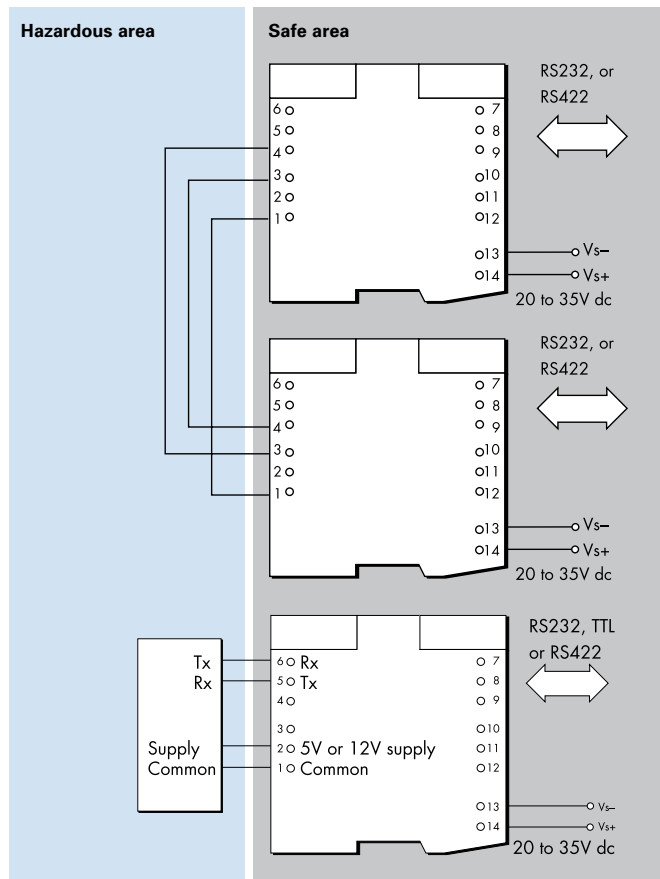 Hazardous area
Safe area
RS232, or
RS422
6 7
5 8
4 9
3 10
2 11
1 12
13 Vs–
14 Vs+
20 to 35V dc
RS232, or
RS422
6 7
5 8
4 9
3 10
2 11
1 12
13 Vs–
14 Vs+
20 to 35V dc
RS232, TTL
or RS422
Tx 6 Rx 7
Rx 5 Tx 8
4 9
3 10
Supply 2 5V or 12V supply 11
Common 1 Common 12
13 Vs–
14 Vs+
20 to 35V dc